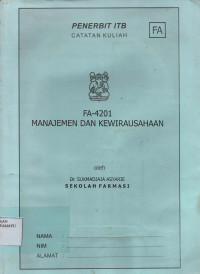 PENERBIT ITB
CATATAN KULIAH
FA
FA-4201
MANAJEMEN DAN KEWIRAUSAHAAN
oleh
Dr. SUKMADJAJA ASYARIE
SEKOLAH FARMASI
NAMA
NIM
ALAMAT